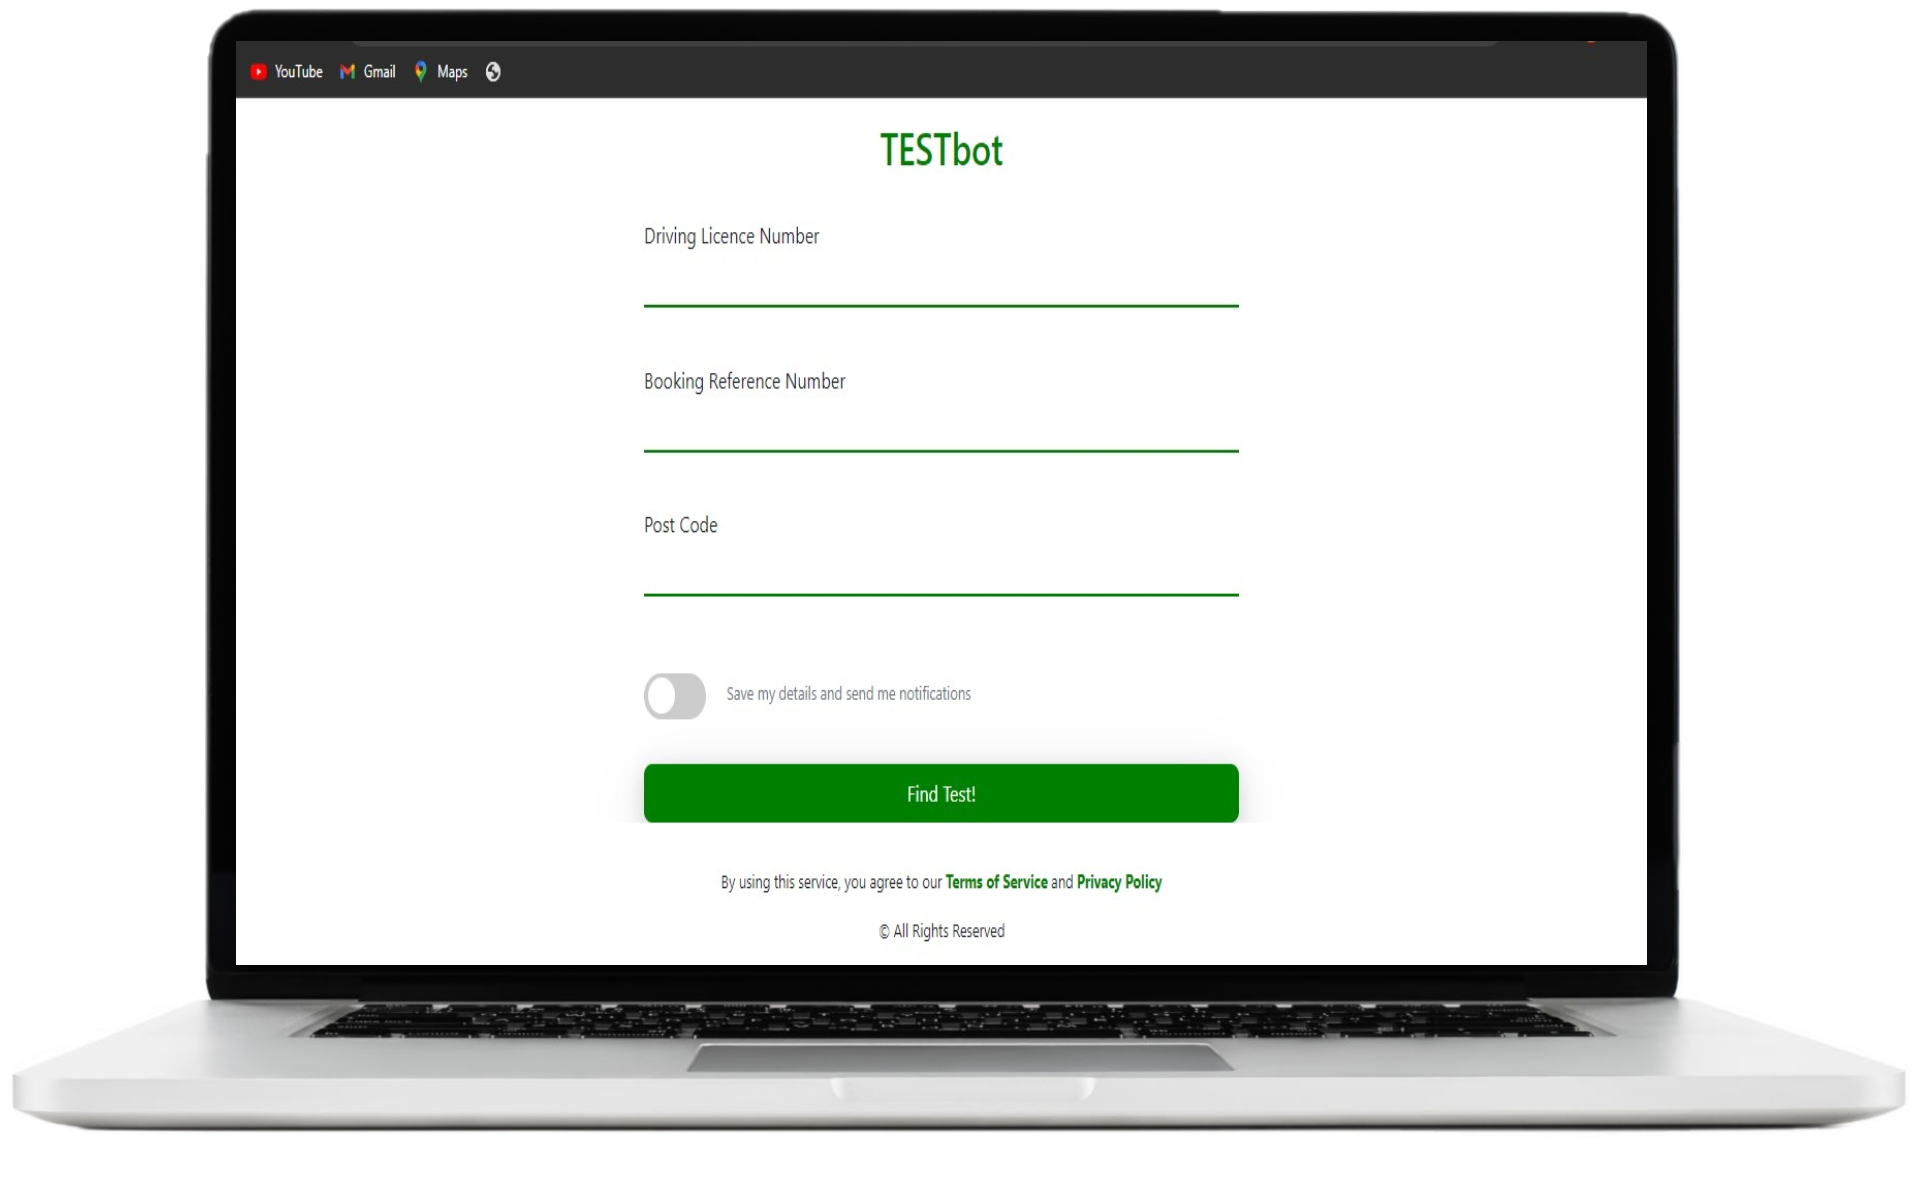 YouTube Gmail Maps
TESTbot
Driving Licence Number
Booking Reference Number
Post Code
Save my details and send me notifications
Find Test!
By using this service, you agree to our Terms of Service and Privacy Policy
© All Rights Reserved